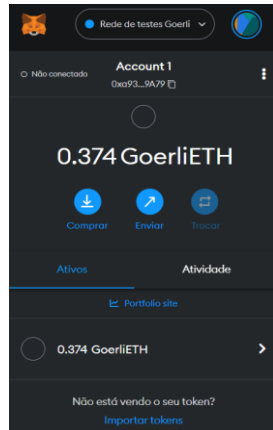 Rede de testes Goerli
Não conectado
Account 1
0xa93...9A79
0.374 GoerliETH
Comprar
Enviar
Trocar
Ativos
Atividade
Portfolio site
0.374 GoerliETH
Não está vendo o seu token?
Importar tokens